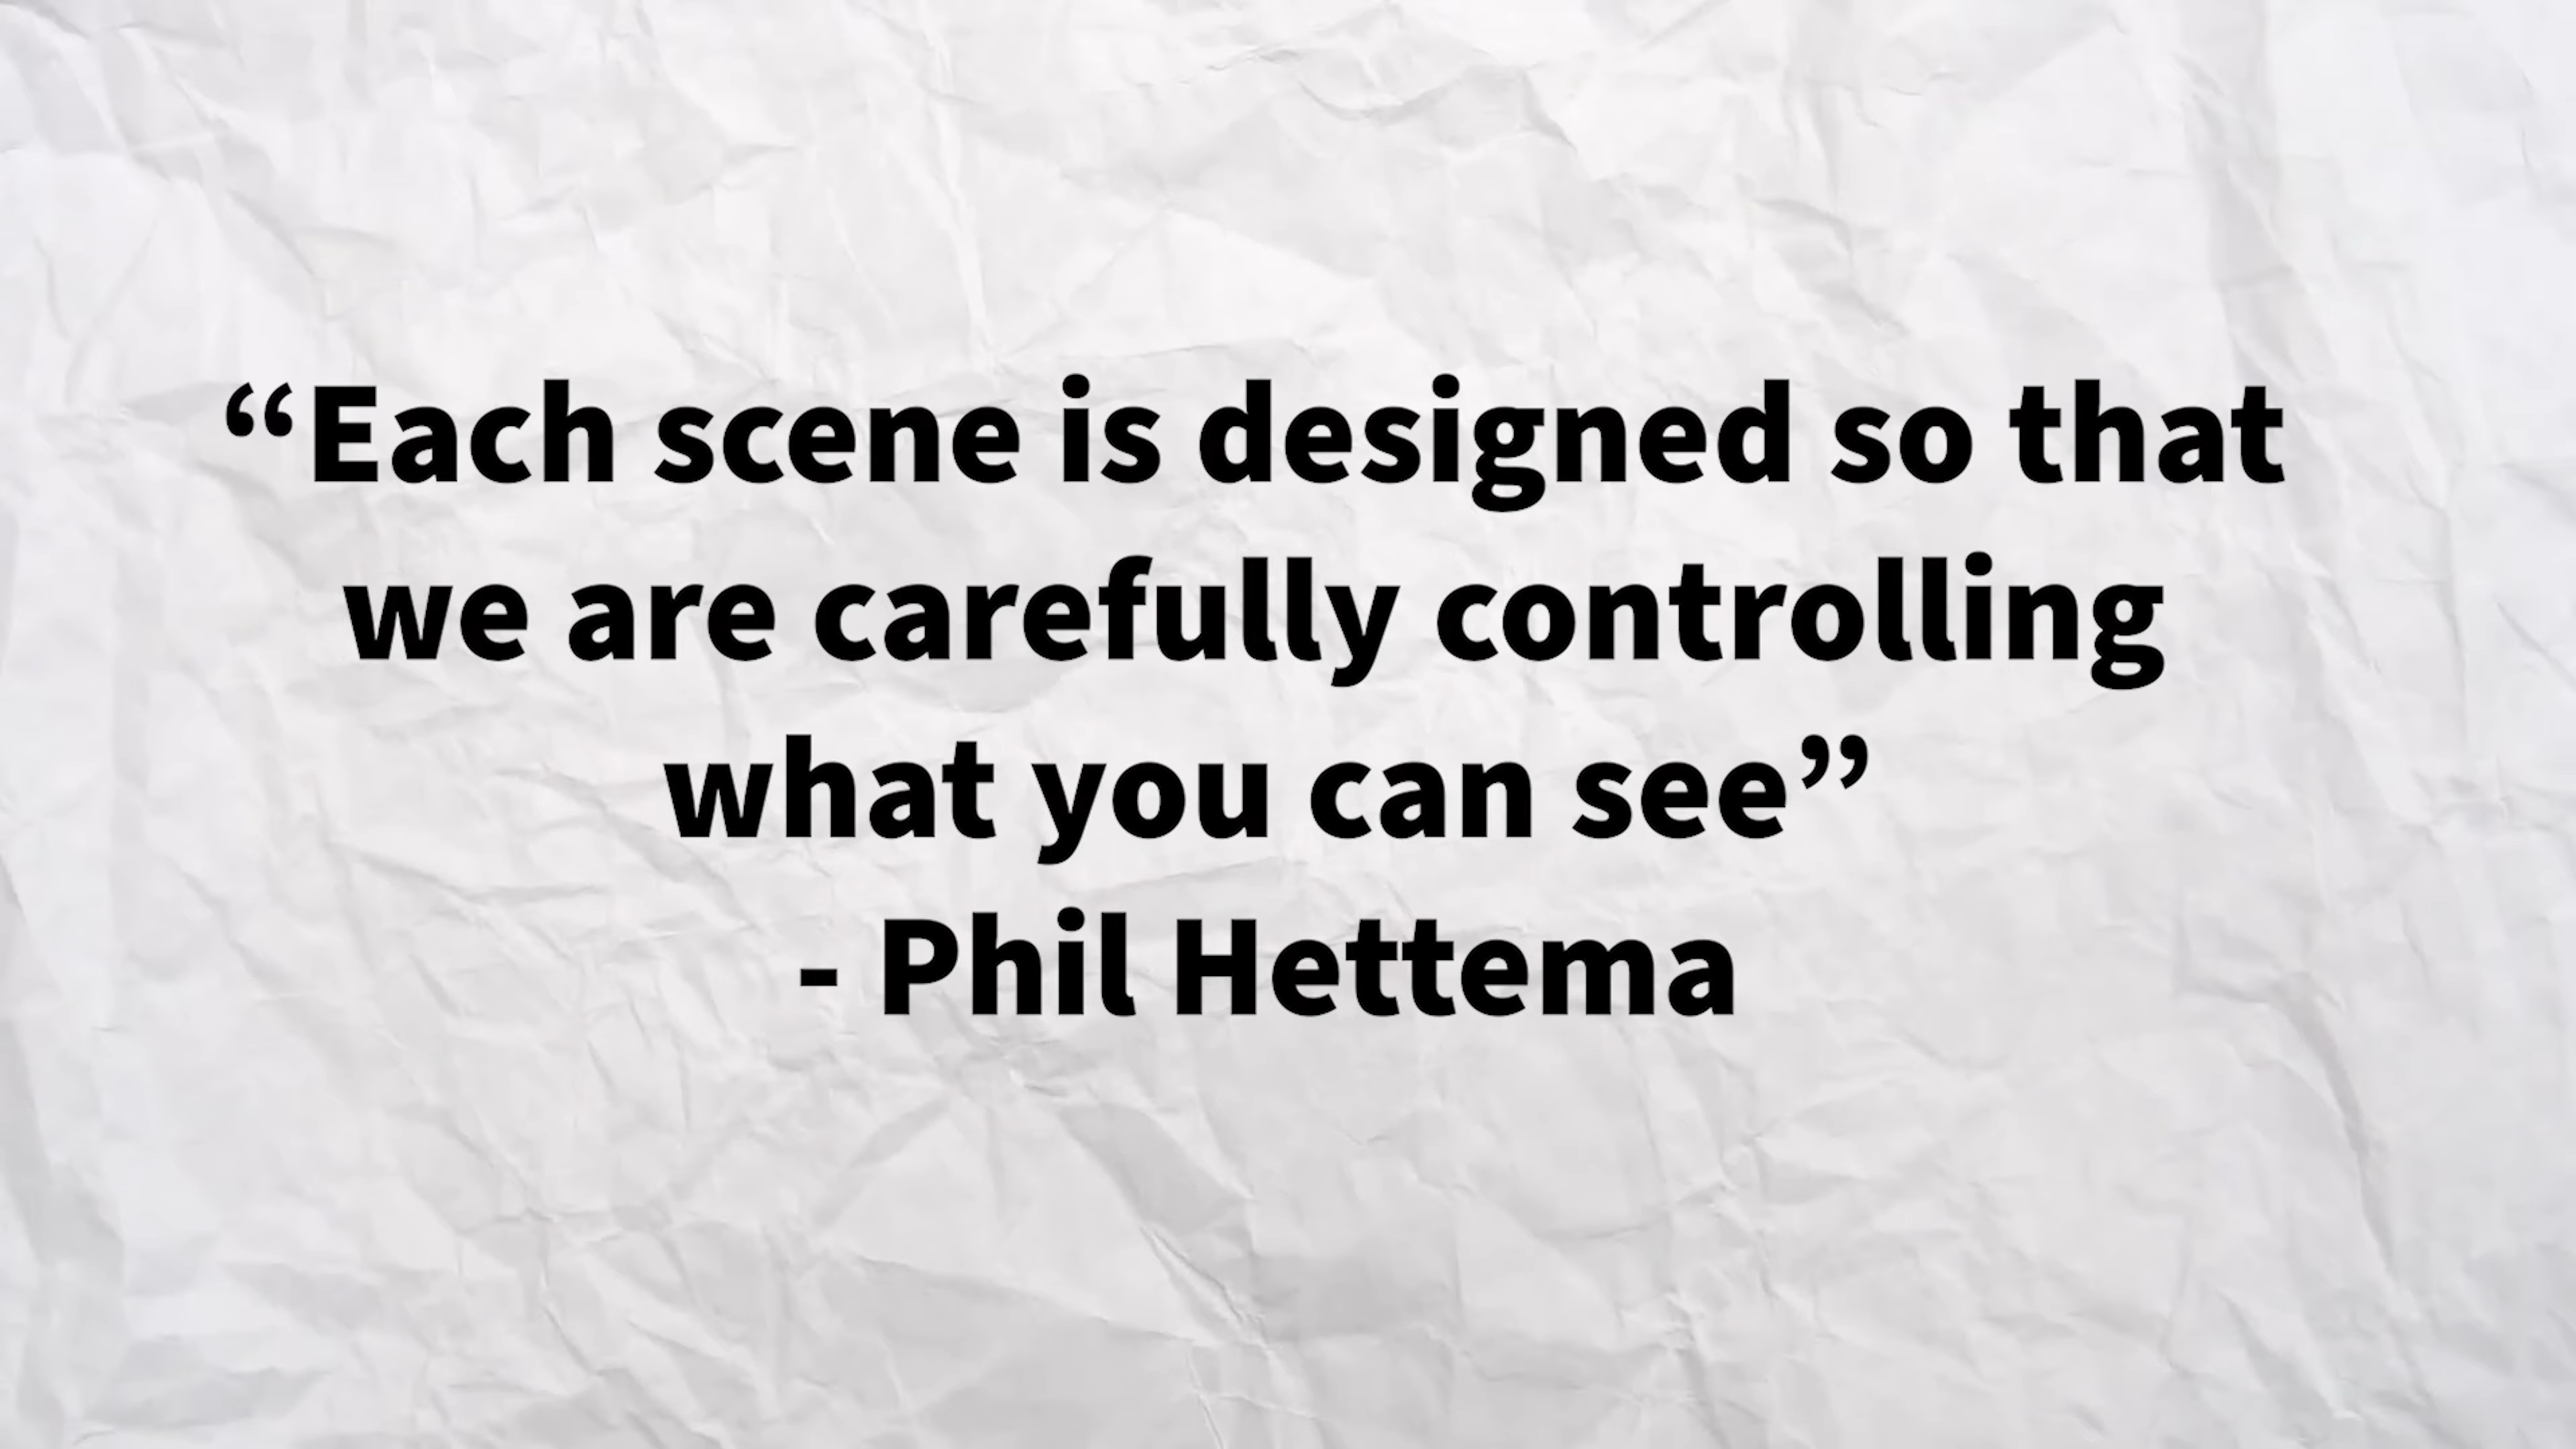 “Each scene is designed so that
we are carefully controlling
what you can see”
- Phil Hettema